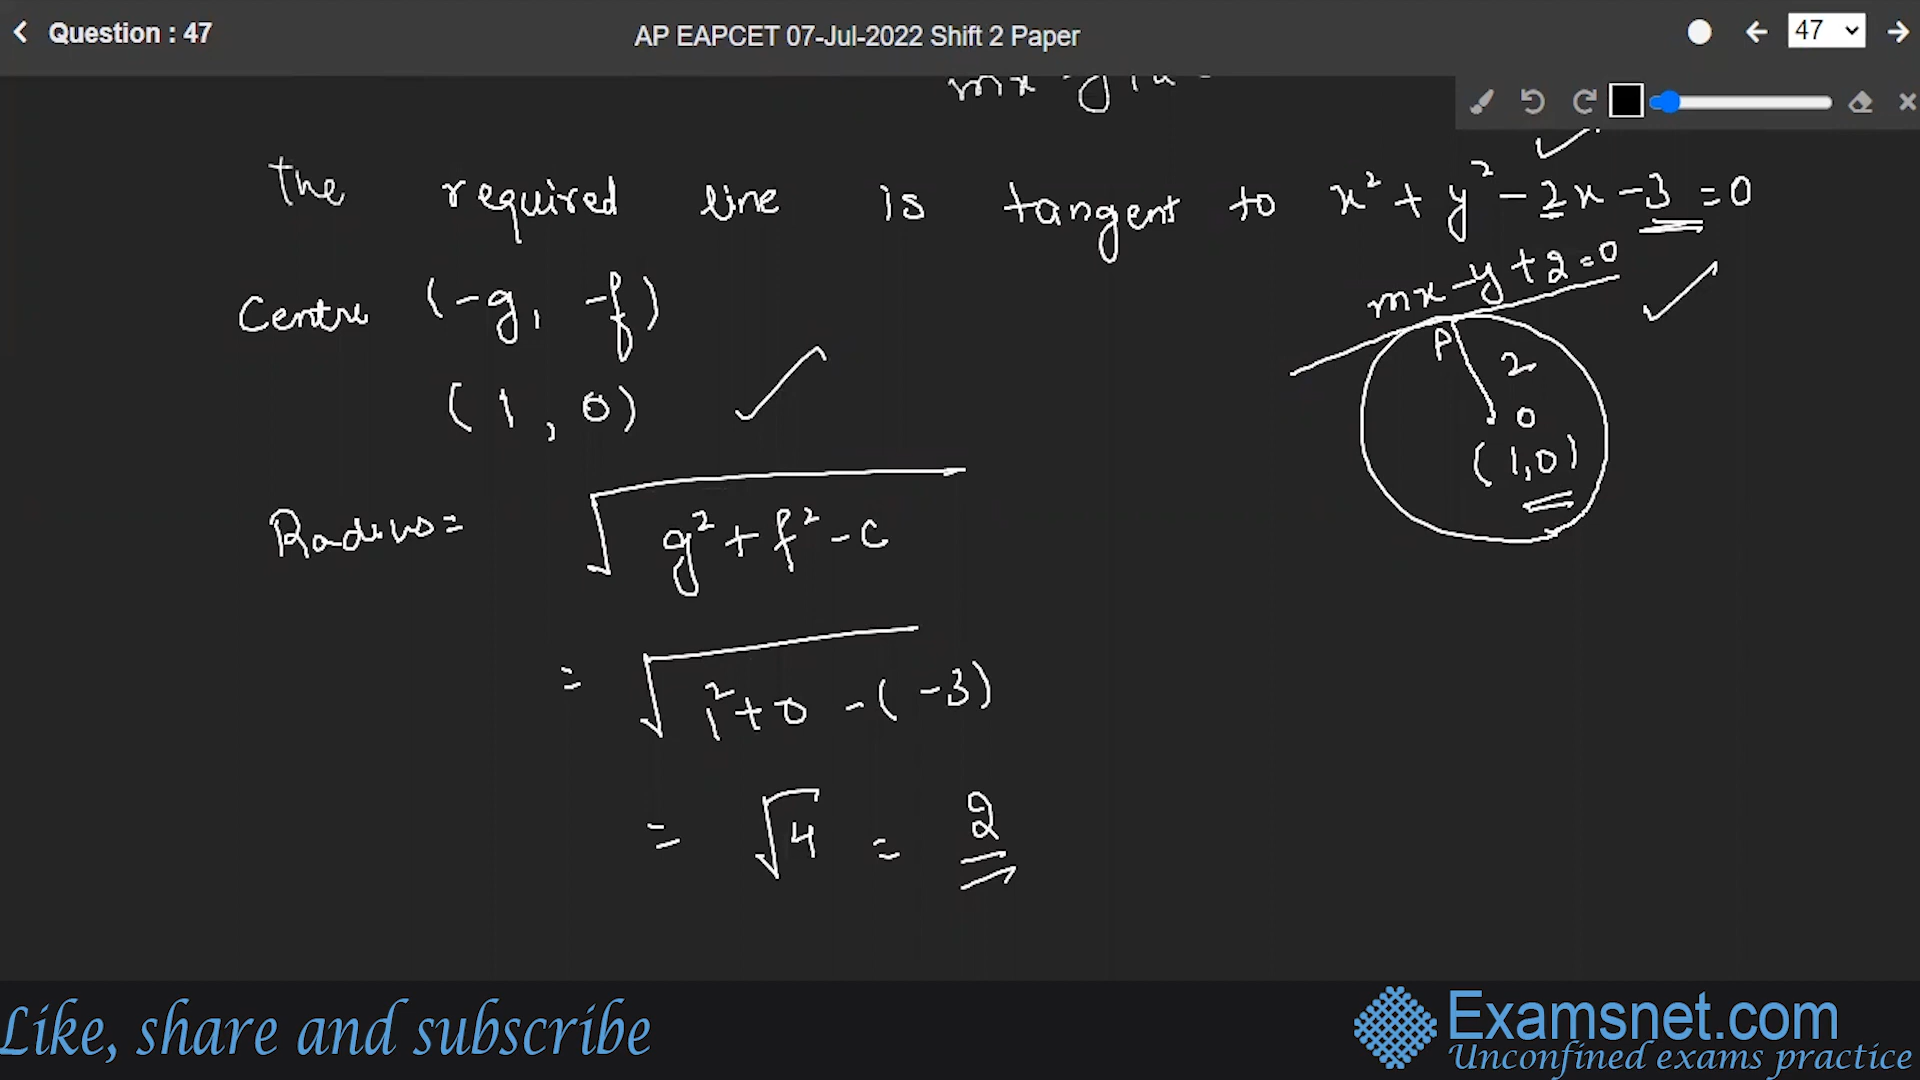 Question : 47
AP EAPCET 07-Jul-2022 Shift 2 Paper
47
The required line is tangent to x² + y² - 2x - 3 = 0
mx - y + 2 = 0
Centre (-g, -f)
P
2
(1, 0)
O
(1,0)
Radius = √(g² + f² - c)
= √(1² + 0 - (-3))
= √4 = 2
Like, share and subscribe
Examsnet.com
Unconfined exams practice